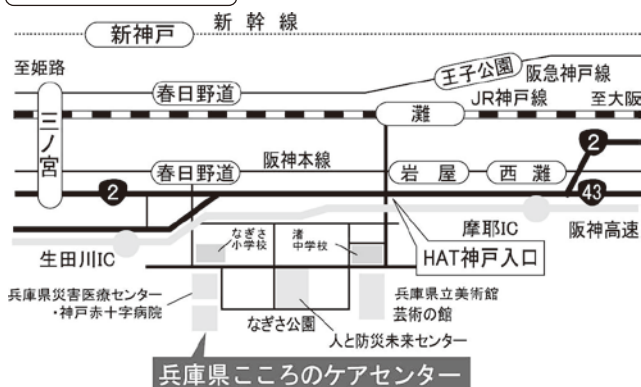 新幹線
新神戸
王子公園
阪急神戸線
至姫路
春日野道
JR神戸線
至大阪
灘
三ノ宮
2
阪神本線
春日野道
岩屋
西灘
2
43
なぎさ
小学校
渚
中学校
摩耶IC
阪神高速
生田川IC
HAT神戸入口
兵庫県災害医療センター
・神戸赤十字病院
兵庫県立美術館
芸術の館
なぎさ公園
人と防災未来センター
兵庫県こころのケアセンター